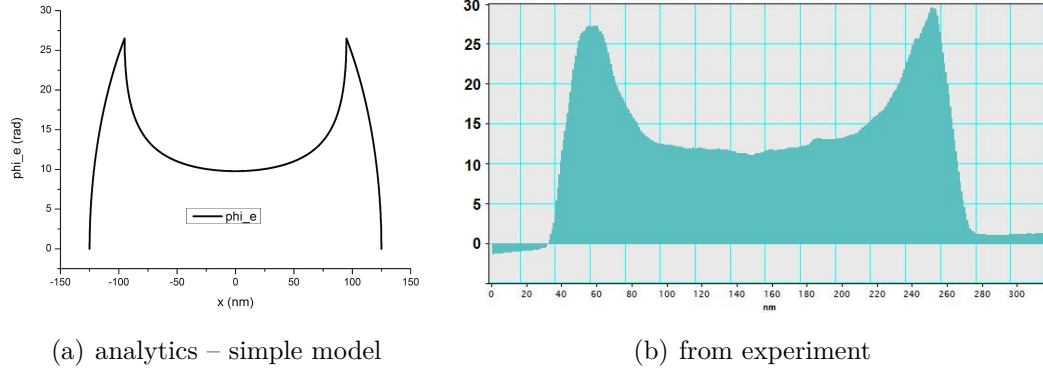 30
25
20
15
10
5
0
phi_e (rad)
phi_e
-150 -100 -50 0 50 100 150
x (nm)
(a) analytics – simple model
30
25
20
15
10
5
0
0 20 40 60 80 100 120 140 160 180 200 220 240 260 280 300
nm
(b) from experiment